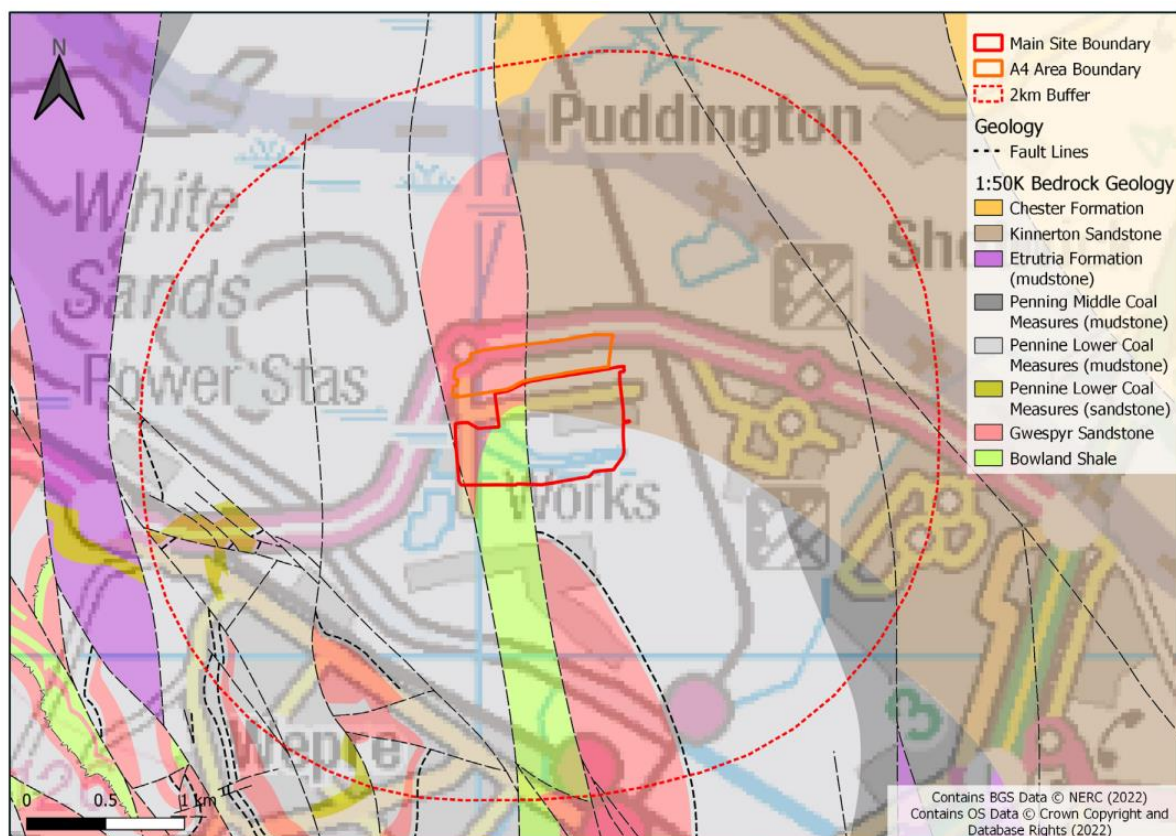 N
Puddington
White
Sands
Power Stas
Works
Wepre
0 0.5 1 km
3
Main Site Boundary
A4 Area Boundary
2km Buffer
Geology
Fault Lines
1:50K Bedrock Geology
Chester Formation
Kinnerton Sandstone
Etrutria Formation
(mudstone)
Penning Middle Coal
Measures (mudstone)
Pennine Lower Coal
Measures (mudstone)
Pennine Lower Coal
Measures (sandstone)
Gwespyr Sandstone
Bowland Shale
Contains BGS Data © NERC (2022)
Contains OS Data © Crown Copyright and
Database Rights (2022)